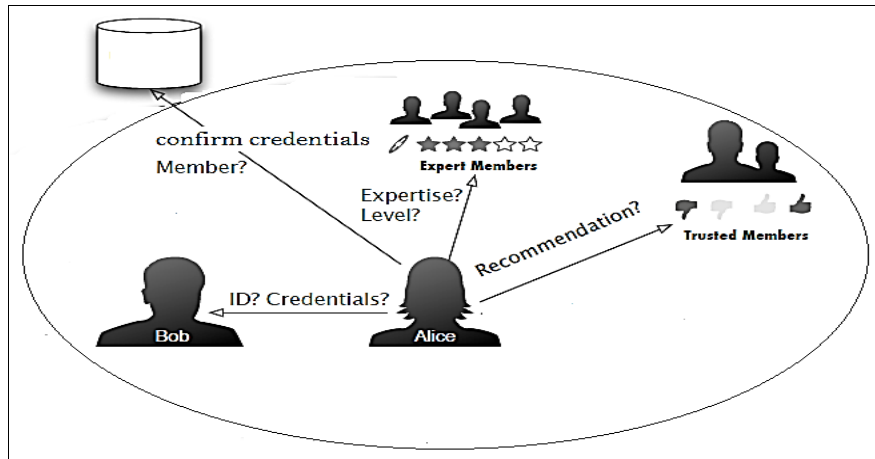 confirm credentials
Member?
Expert Members
Expertise?
Level?
Recommendation?
Trusted Members
ID? Credentials?
Bob
Alice